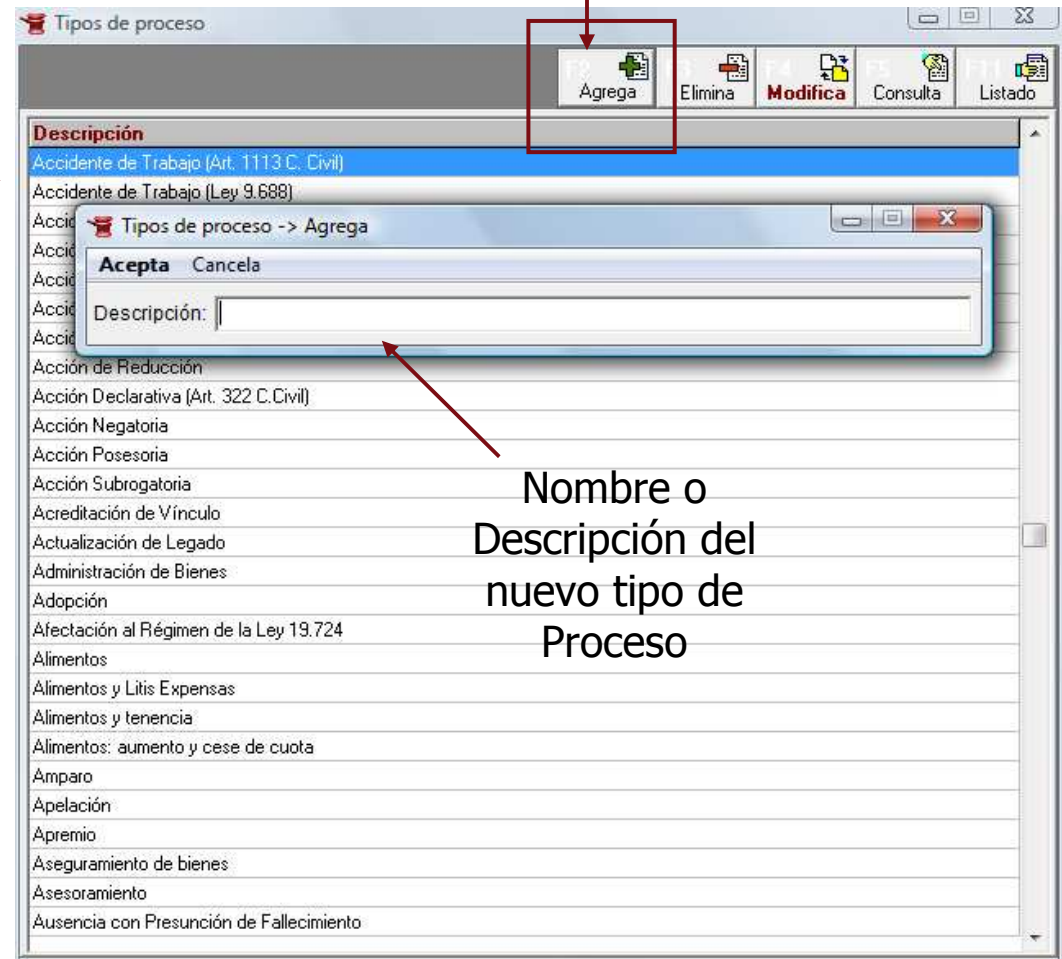 Tipos de proceso
F2 Agrega
Elimina
F4 Modifica
F5 Consulta
F11 Listado
Descripción
Accidente de Trabajo (Art. 1113 C. Civil)
Accidente de Trabajo (Ley 9.688)
Tipos de proceso -> Agrega
Acepta Cancela
Descripción:
Acción de Reducción
Acción Declarativa (Art. 322 C.Civil)
Acción Negatoria
Acción Posesoria
Acción Subrogatoria
Acreditación de Vínculo
Actualización de Legado
Administración de Bienes
Adopción
Afectación al Régimen de la Ley 19.724
Alimentos
Alimentos y Litis Expensas
Alimentos y tenencia
Alimentos: aumento y cese de cuota
Amparo
Apelación
Apremio
Aseguramiento de bienes
Asesoramiento
Ausencia con Presunción de Fallecimiento
Nombre o
Descripción del
nuevo tipo de
Proceso